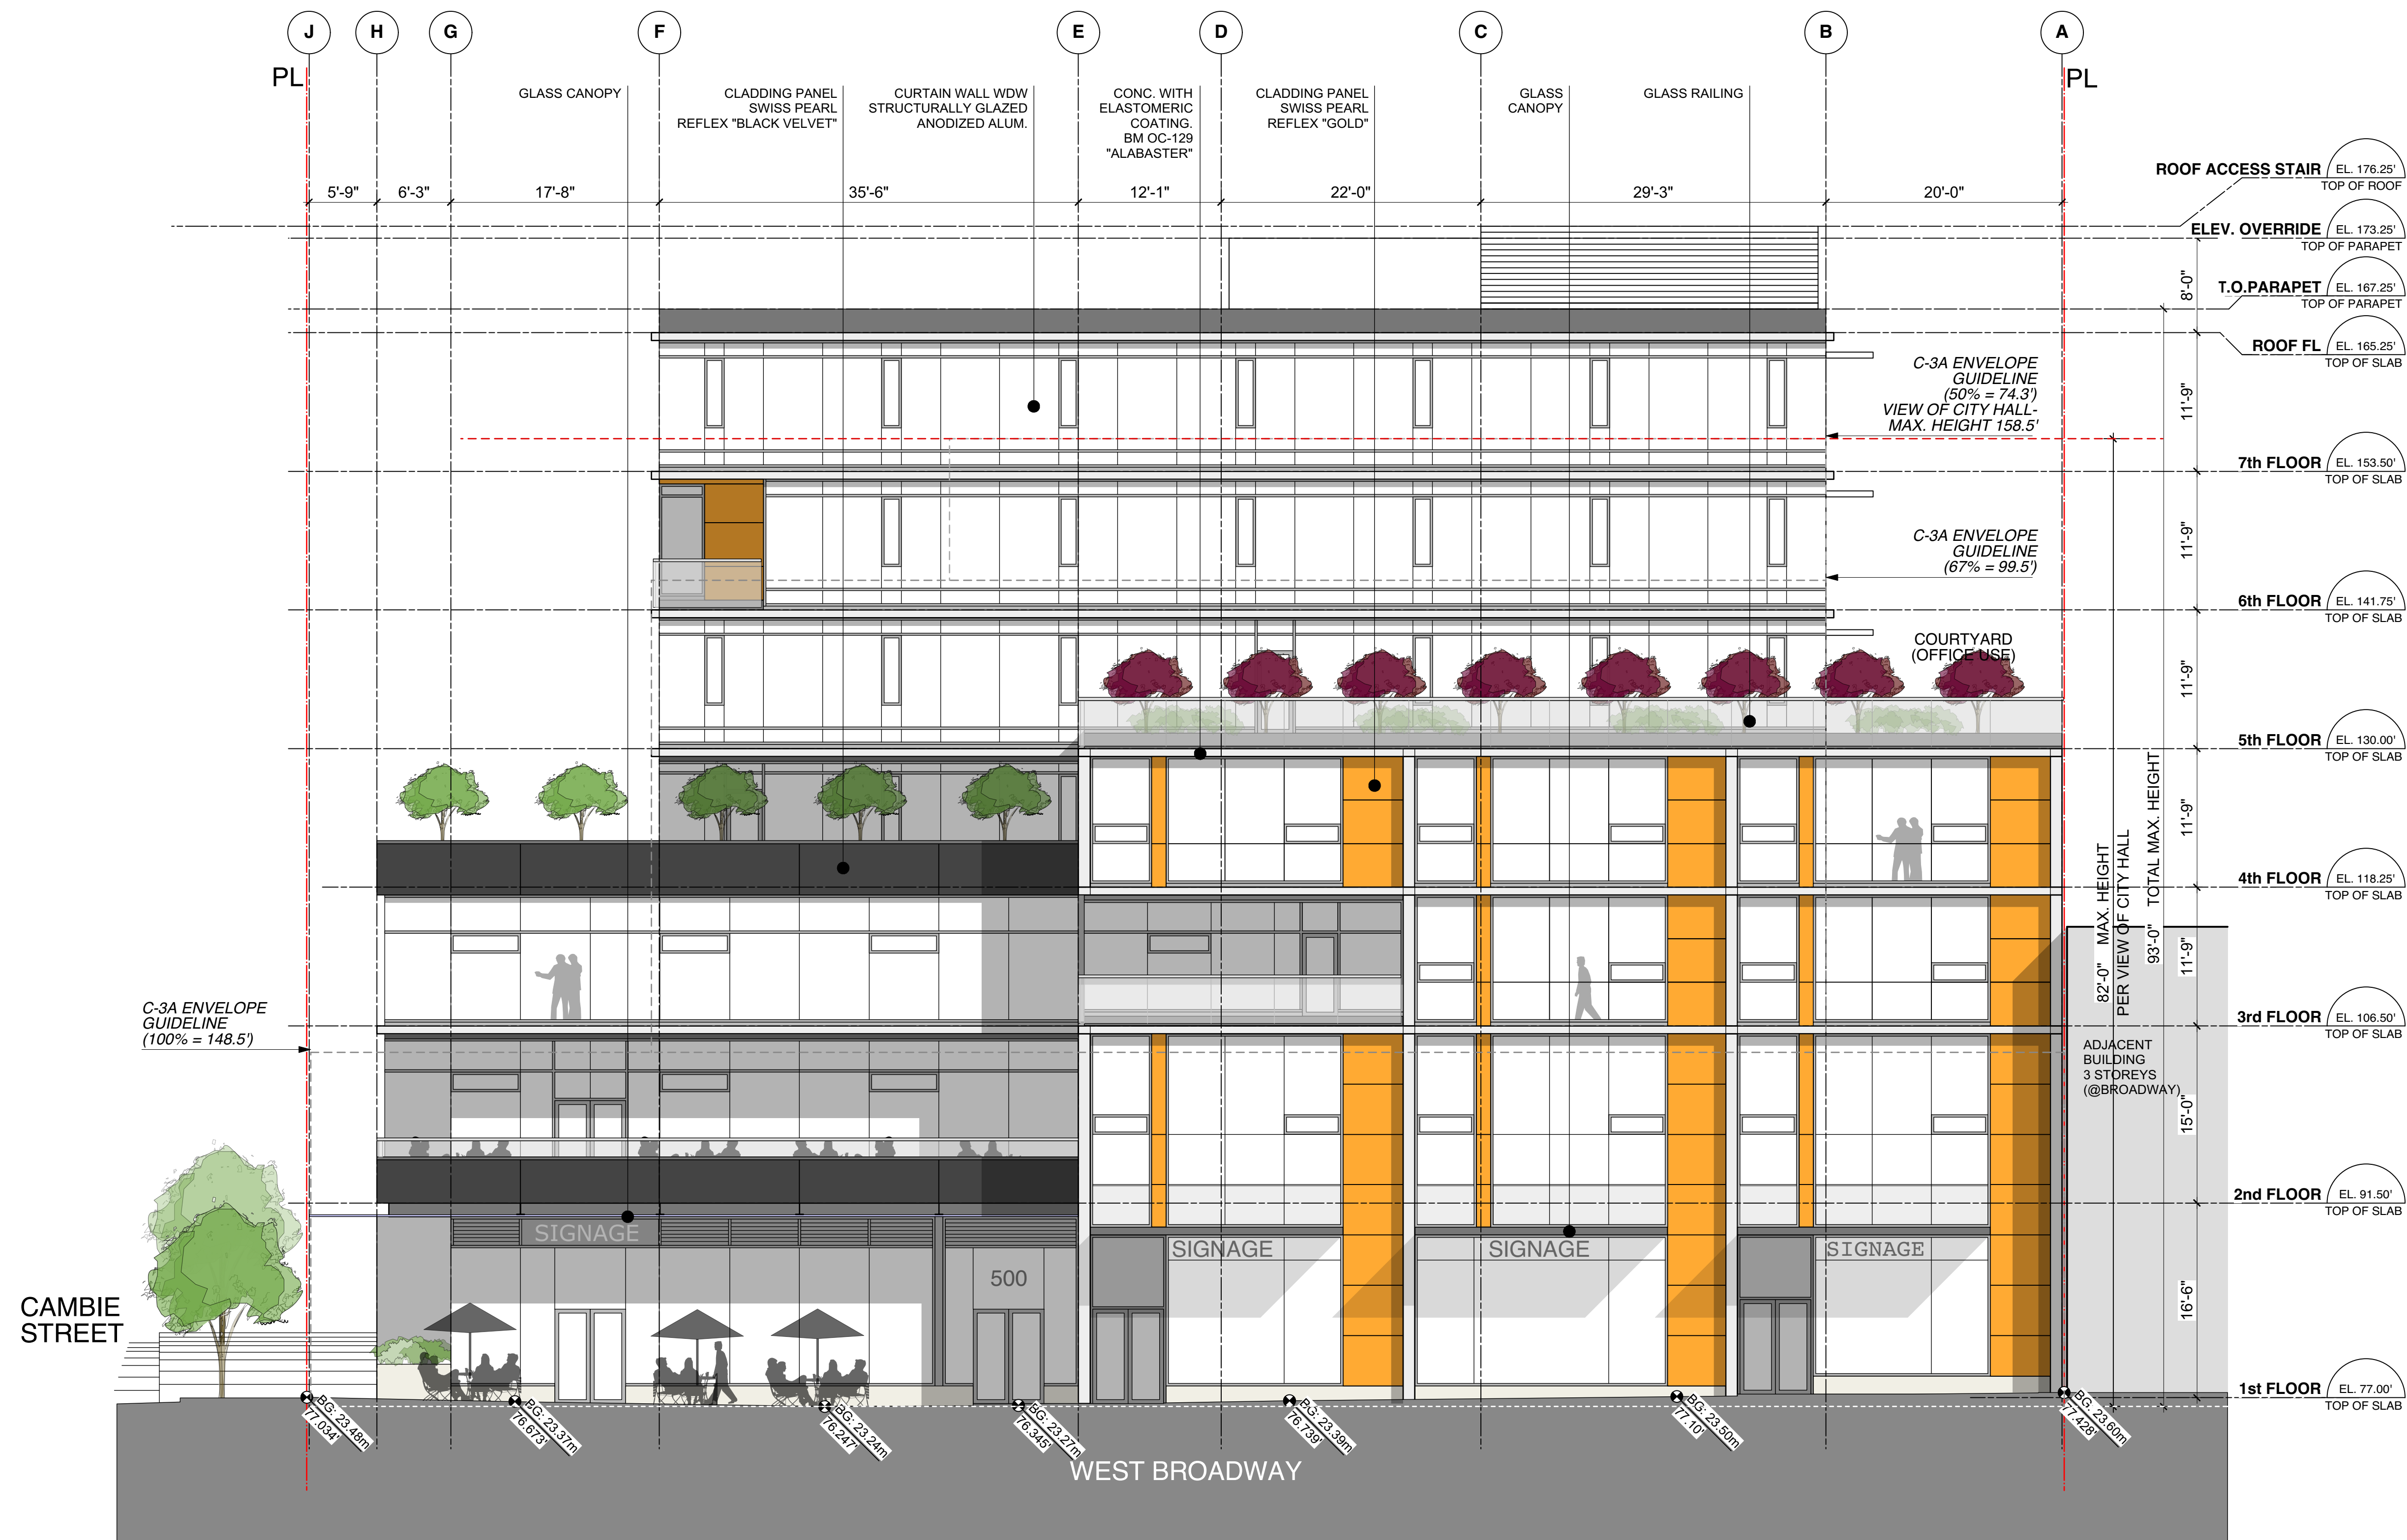 J
H
G
F
E
D
C
B
A
PL
PL
GLASS CANOPY
CLADDING PANEL
SWISS PEARL
REFLEX "BLACK VELVET"
CURTAIN WALL WDW
STRUCTURALLY GLAZED
ANODIZED ALUM.
CONC. WITH
ELASTOMERIC
COATING.
BM OC-129
"ALABASTER"
CLADDING PANEL
SWISS PEARL
REFLEX "GOLD"
GLASS
CANOPY
GLASS RAILING
5'-9"
6'-3"
17'-8"
35'-6"
12'-1"
22'-0"
29'-3"
20'-0"
ROOF ACCESS STAIR
EL. 176.25'
TOP OF ROOF
ELEV. OVERRIDE
EL. 173.25'
TOP OF PARAPET
8'-0"
T.O.PARAPET
EL. 167.25'
TOP OF PARAPET
ROOF FL
EL. 165.25'
TOP OF SLAB
C-3A ENVELOPE
GUIDELINE
(50% = 74.3')
VIEW OF CITY HALL-
MAX. HEIGHT 158.5'
11'-9"
7th FLOOR
EL. 153.50'
TOP OF SLAB
C-3A ENVELOPE
GUIDELINE
(67% = 99.5')
11'-9"
6th FLOOR
EL. 141.75'
TOP OF SLAB
COURTYARD
(OFFICE USE)
11'-9"
5th FLOOR
EL. 130.00'
TOP OF SLAB
11'-9"
4th FLOOR
EL. 118.25'
TOP OF SLAB
82'-0" MAX. HEIGHT
PER VIEW OF CITY HALL
93'-0" TOTAL MAX. HEIGHT
11'-9"
3rd FLOOR
EL. 106.50'
TOP OF SLAB
C-3A ENVELOPE
GUIDELINE
(100% = 148.5')
ADJACENT
BUILDING
3 STOREYS
(@BROADWAY)
15'-0"
2nd FLOOR
EL. 91.50'
TOP OF SLAB
SIGNAGE
SIGNAGE
SIGNAGE
SIGNAGE
500
16'-6"
CAMBIE
STREET
1st FLOOR
EL. 77.00'
TOP OF SLAB
BG: 23.48m
77.034'
BG: 23.37m
76.673'
BG: 23.24m
76.247'
BG: 23.27m
76.345'
BG: 23.39m
76.739'
BG: 23.50m
77.10'
BG: 23.60m
77.428'
WEST BROADWAY